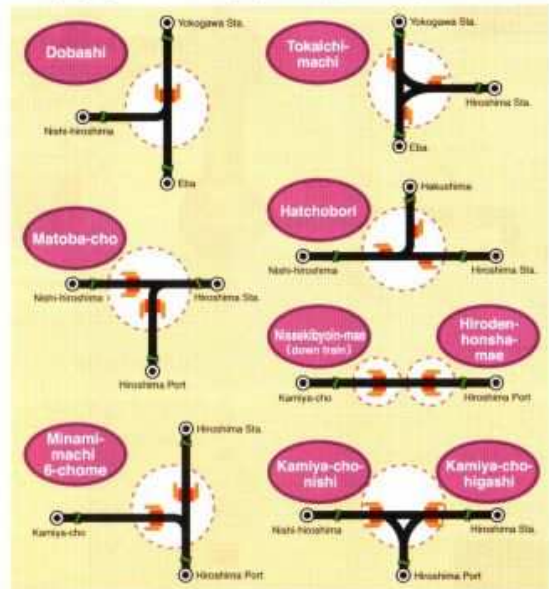 Dobashi
Yokogawa Sta.
Nishi-hiroshima
Eba
Tokaichi-
machi
Yokogawa Sta.
Hiroshima Sta.
Eba
Matoba-cho
Nishi-hiroshima
Hiroshima Sta.
Hiroshima Port
Hatchobori
Hakushima
Nishi-hiroshima
Hiroshima Sta.
Nissekibyoin-mae
(down train)
Hiroden-
honsha-
mae
Kamiya-cho
Hiroshima Port
Minami-
machi
6-chome
Hiroshima Sta.
Kamiya-cho
Hiroshima Port
Kamiya-cho-
nishi
Kamiya-cho-
higashi
Nishi-hiroshima
Hiroshima Sta.
Hiroshima Port